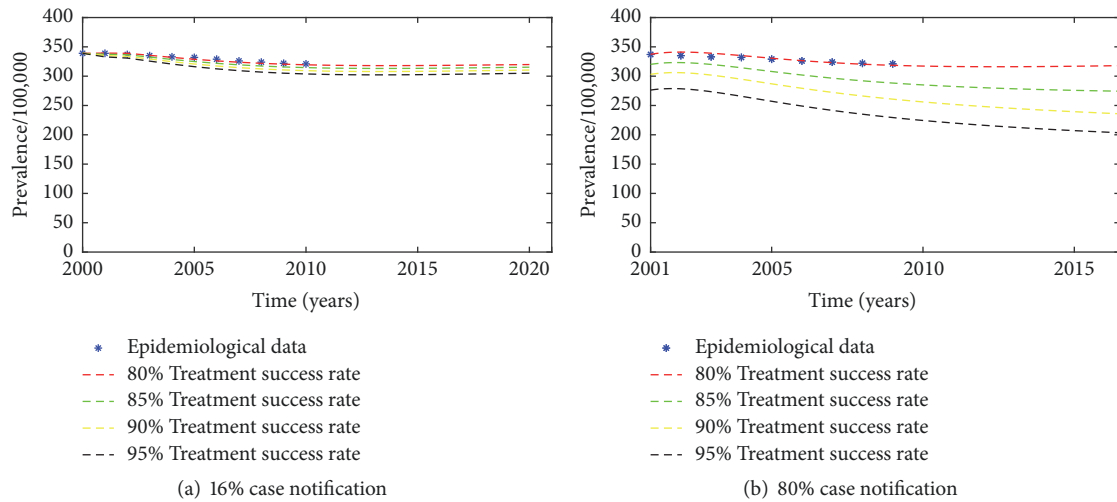 400
350
300
250
200
150
100
50
0
Prevalence/100,000
2000 2005 2010 2015 2020
Time (years)
Epidemiological data
80% Treatment success rate
85% Treatment success rate
90% Treatment success rate
95% Treatment success rate
(a) 16% case notification
400
350
300
250
200
150
100
50
0
Prevalence/100,000
2001 2005 2010 2015
Time (years)
Epidemiological data
80% Treatment success rate
85% Treatment success rate
90% Treatment success rate
95% Treatment success rate
(b) 80% case notification